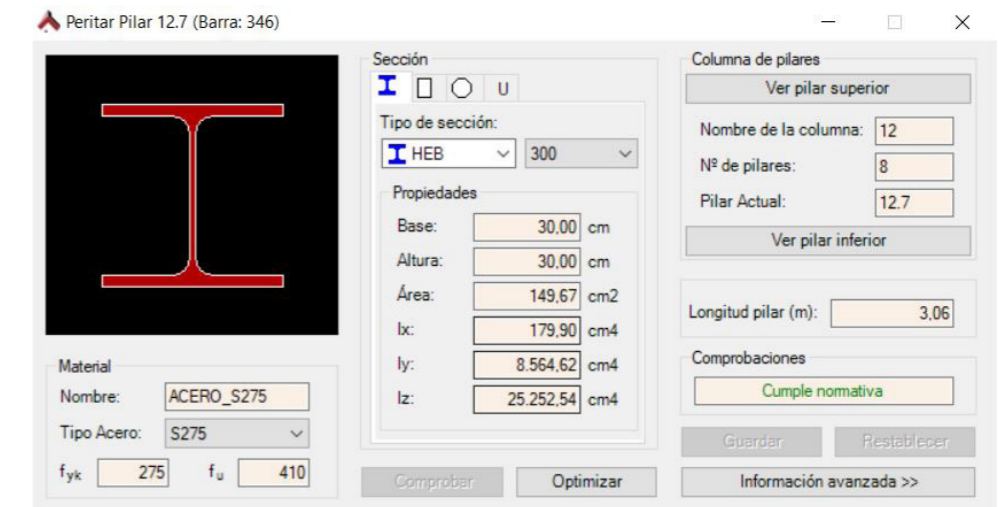 Peritar Pilar 12.7 (Barra: 346)
Sección
U
Tipo de sección:
HEB 300
Propiedades
Base: 30,00 cm
Altura: 30,00 cm
Área: 149,67 cm2
Ix: 179,90 cm4
Iy: 8.564,62 cm4
Iz: 25.252,54 cm4
Material
Nombre: ACERO_S275
Tipo Acero: S275
fyk 275 fu 410
Comprobar Optimizar
Columna de pilares
Ver pilar superior
Nombre de la columna: 12
Nº de pilares: 8
Pilar Actual: 12.7
Ver pilar inferior
Longitud pilar (m): 3,06
Comprobaciones
Cumple normativa
Guardar Restablecer
Información avanzada >>